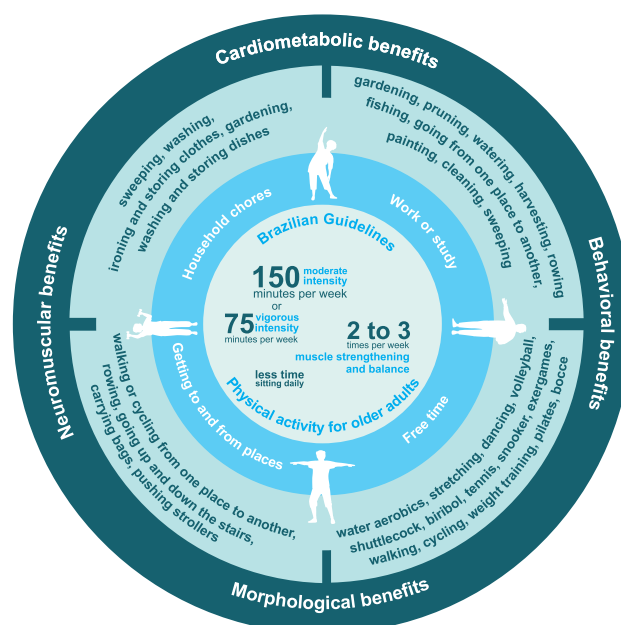 Cardiometabolic benefits
sweeping, washing,
ironing and storing clothes, gardening,
washing and storing dishes
gardening, pruning, watering, harvesting, rowing
fishing, going from one place to another,
painting, cleaning, sweeping
Household chores
Work or study
Brazilian Guidelines
150 moderate
intensity
minutes per week
or
75 vigorous
intensity
minutes per week
2 to 3
times per week
muscle strengthening
and balance
less time
sitting daily
Physical activity for older adults
Neuromuscular benefits
Behavioral benefits
Getting to and from places
Free time
walking or cycling from one place to another,
rowing, going up and down the stairs,
carrying bags, pushing strollers
water aerobics, stretching, dancing, volleyball,
shuttlecock, biribol, tennis, snooker, exergames,
walking, cycling, weight training, pilates, bocce
Morphological benefits